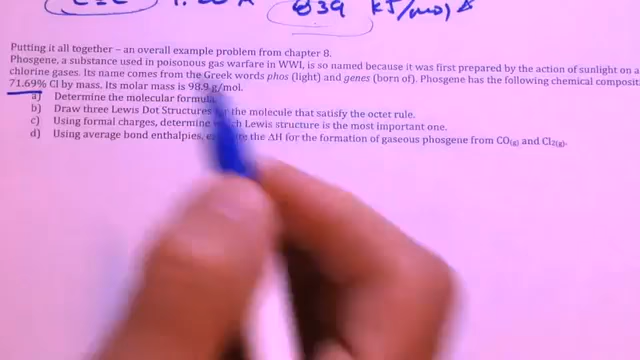 839 kJ/mol
Putting it all together – an overall example problem from chapter 8.
Phosgene, a substance used in poisonous gas warfare in WWI, is so named because it was first prepared by the action of sunlight on a
chlorine gases. Its name comes from the Greek words phos (light) and genes (born of). Phosgene has the following chemical compositi
71.69% Cl by mass. Its molar mass is 98.9 g/mol.
a) Determine the molecular formula.
b) Draw three Lewis Dot Structures for the molecule that satisfy the octet rule.
c) Using formal charges, determine which Lewis structure is the most important one.
d) Using average bond enthalpies, the ΔH for the formation of gaseous phosgene from CO(g) and Cl2(g).